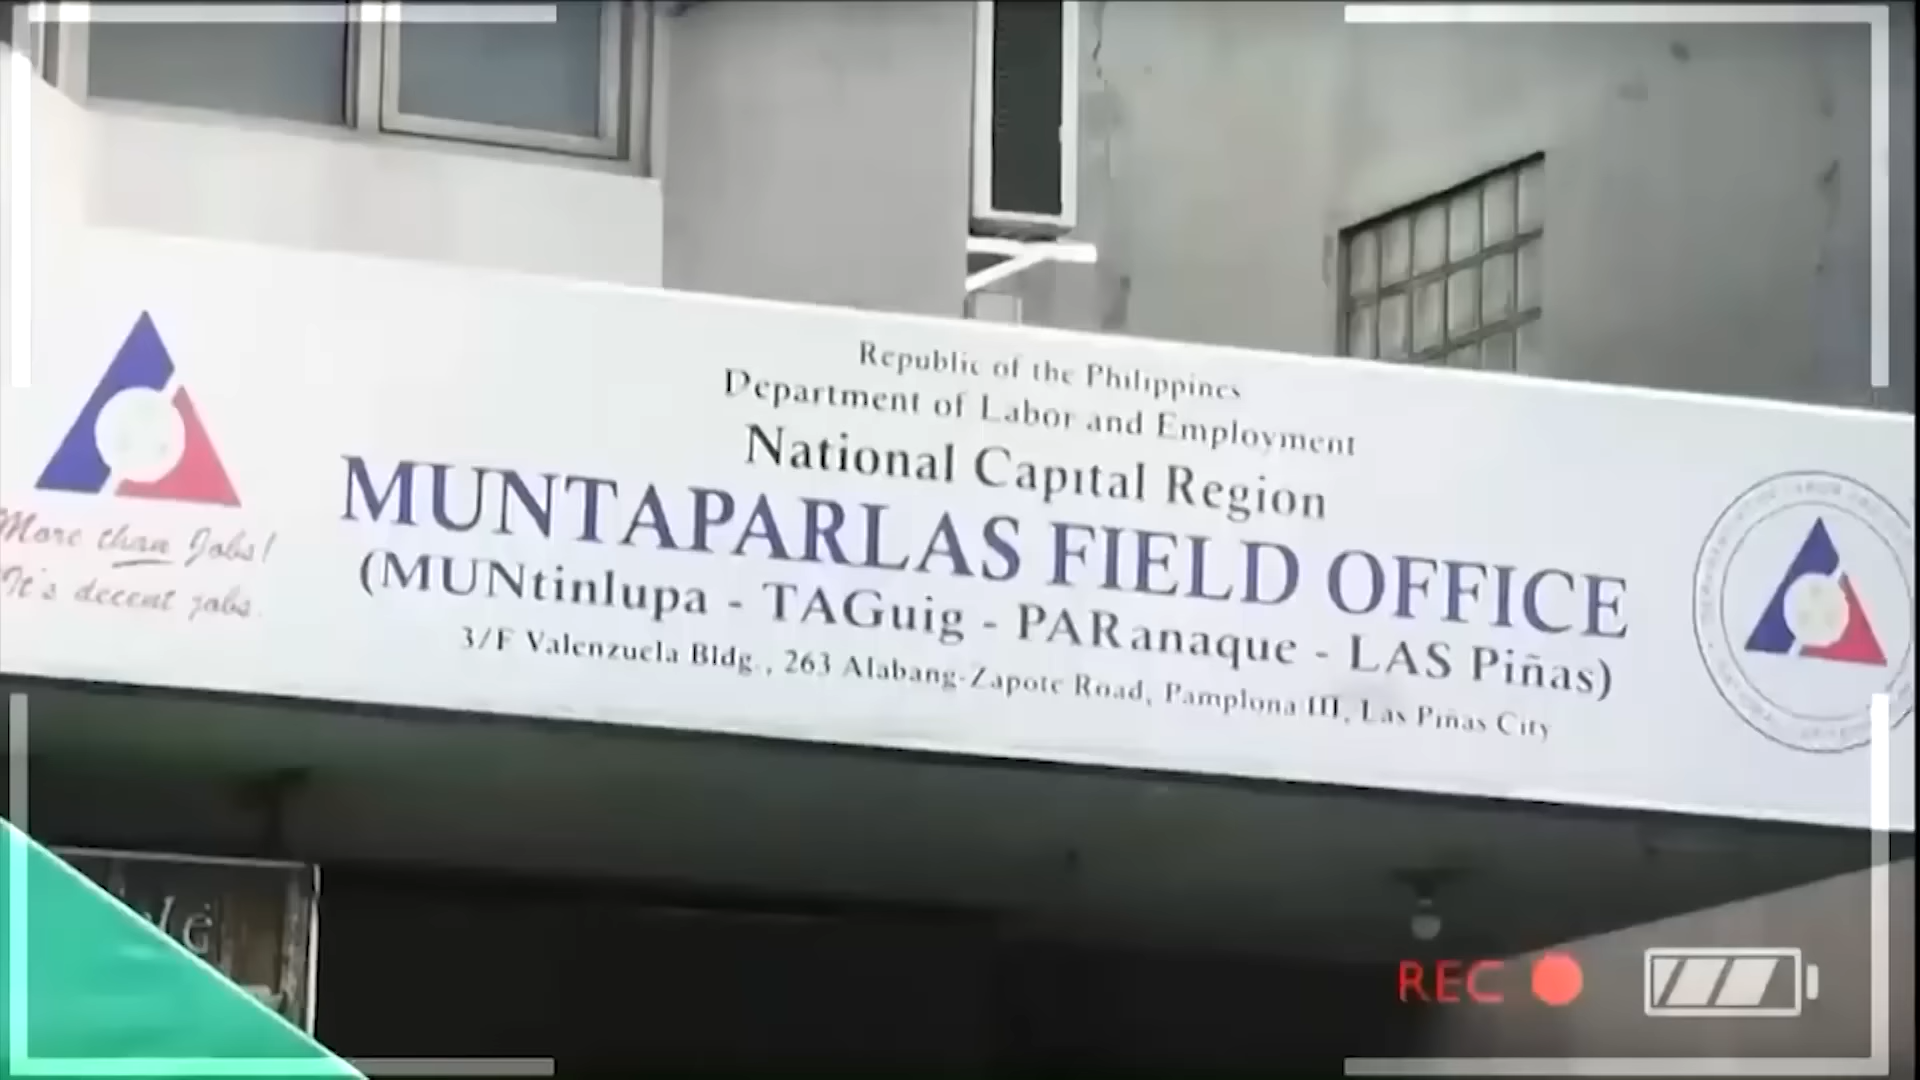 Republic of the Philippines
Department of Labor and Employment
National Capital Region
MUNTAPARLAS FIELD OFFICE
(MUNtinlupa - TAGuig - PARanaque - LAS Piñas)
3/F Valenzuela Bldg., 263 Alabang-Zapote Road, Pamplona III, Las Piñas City
More than Jobs!
It's decent jobs.
REC